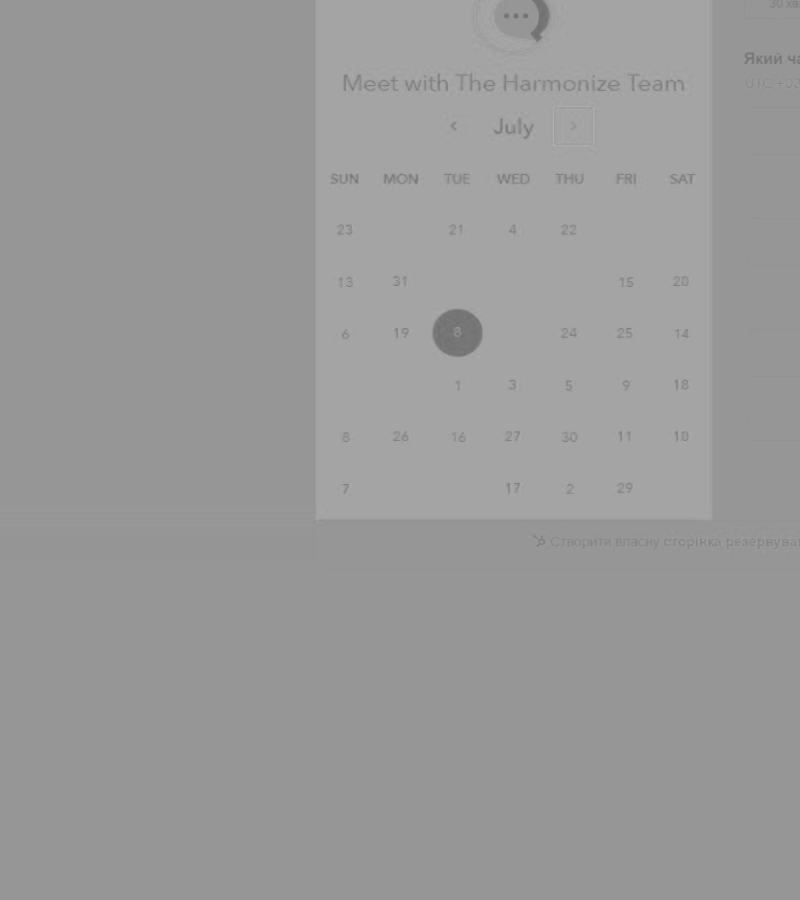 30 хв
Meet with The Harmonize Team
Який ча
UTC +03
‹ July ›
SUN MON TUE WED THU FRI SAT
23 21 4 22
13 31 15 20
6 19 8 24 25 14
1 3 5 9 18
8 26 16 27 30 11 10
7 17 2 29
Створити власну сторінка резервува